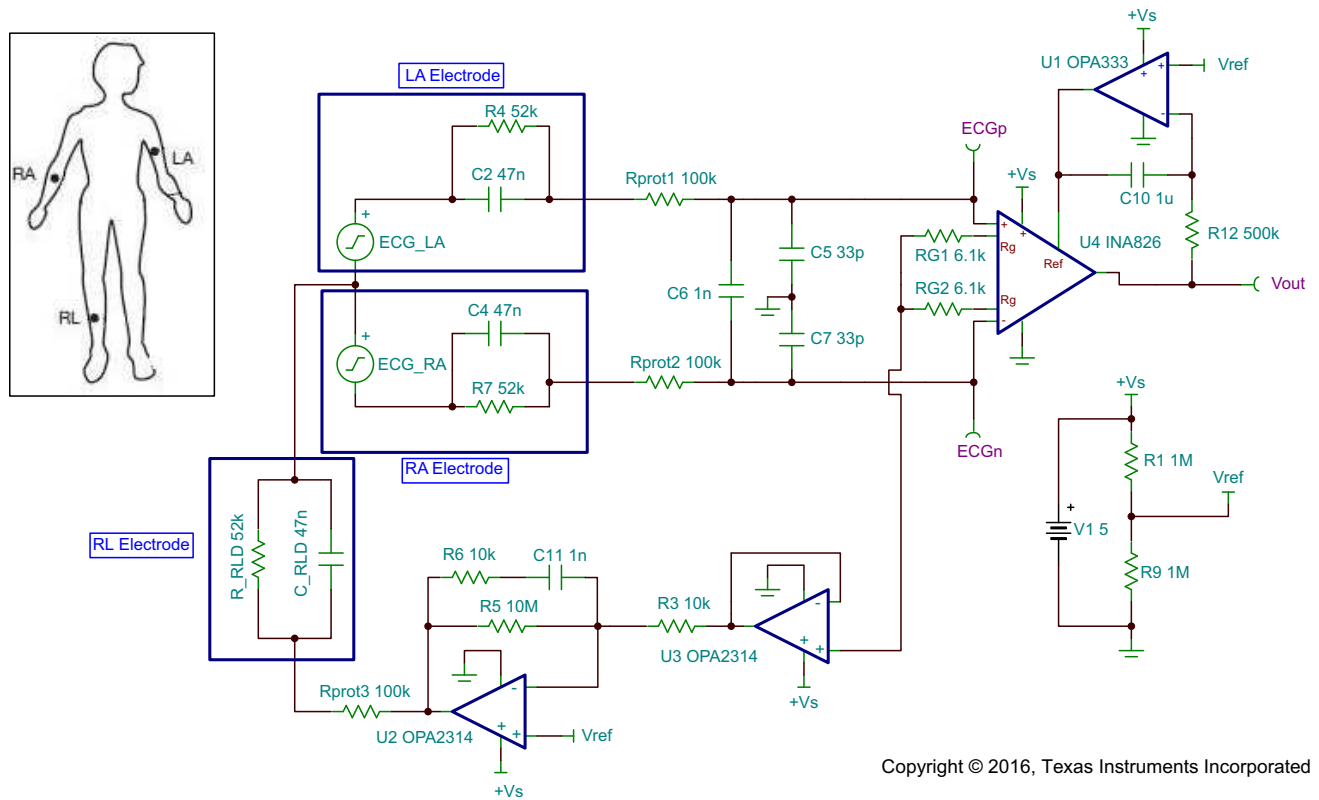 +Vs
U1 OPA333
+
+
-
Vref
LA Electrode
R4 52k
C2 47n
+
ECG_LA
RA
LA
RL
Rprot1 100k
ECGp
+Vs
C10 1u
R12 500k
C5 33p
C6 1n
C7 33p
RG1 6.1k
RG2 6.1k
+
+
Rg
Ref
Rg
-
U4 INA826
Vout
C4 47n
+
ECG_RA
R7 52k
Rprot2 100k
RA Electrode
ECGn
+Vs
R1 1M
Vref
+
V1 5
R9 1M
RL Electrode
R_RLD 52k
C_RLD 47n
R6 10k
C11 1n
R5 10M
R3 10k
-
+
+
U3 OPA2314
+Vs
Rprot3 100k
-
+
+
U2 OPA2314
Vref
+Vs
Copyright © 2016, Texas Instruments Incorporated